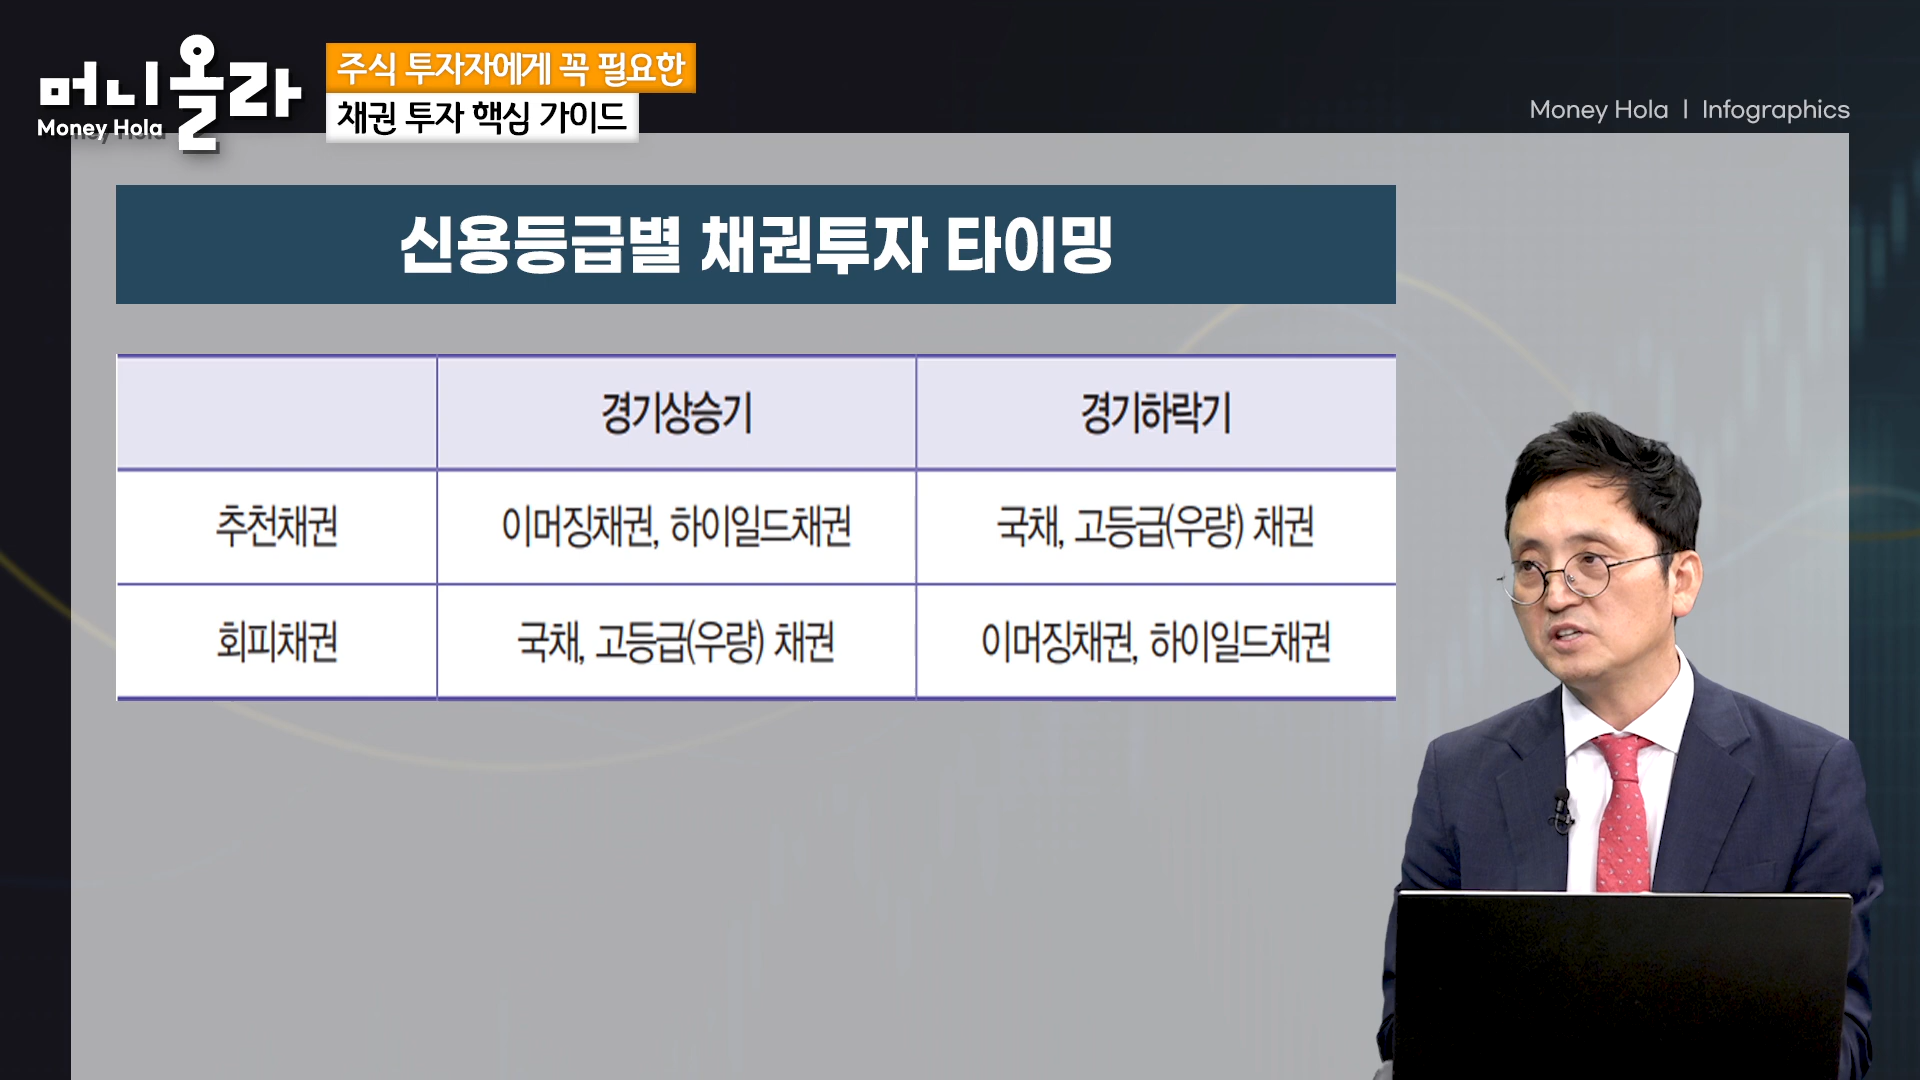 머니올라
Money Hola
주식 투자자에게 꼭 필요한
채권 투자 핵심 가이드
Money Hola | Infographics
신용등급별 채권투자 타이밍
경기상승기 경기하락기
추천채권 이머징채권, 하이일드채권 국채, 고등급(우량) 채권
회피채권 국채, 고등급(우량) 채권 이머징채권, 하이일드채권